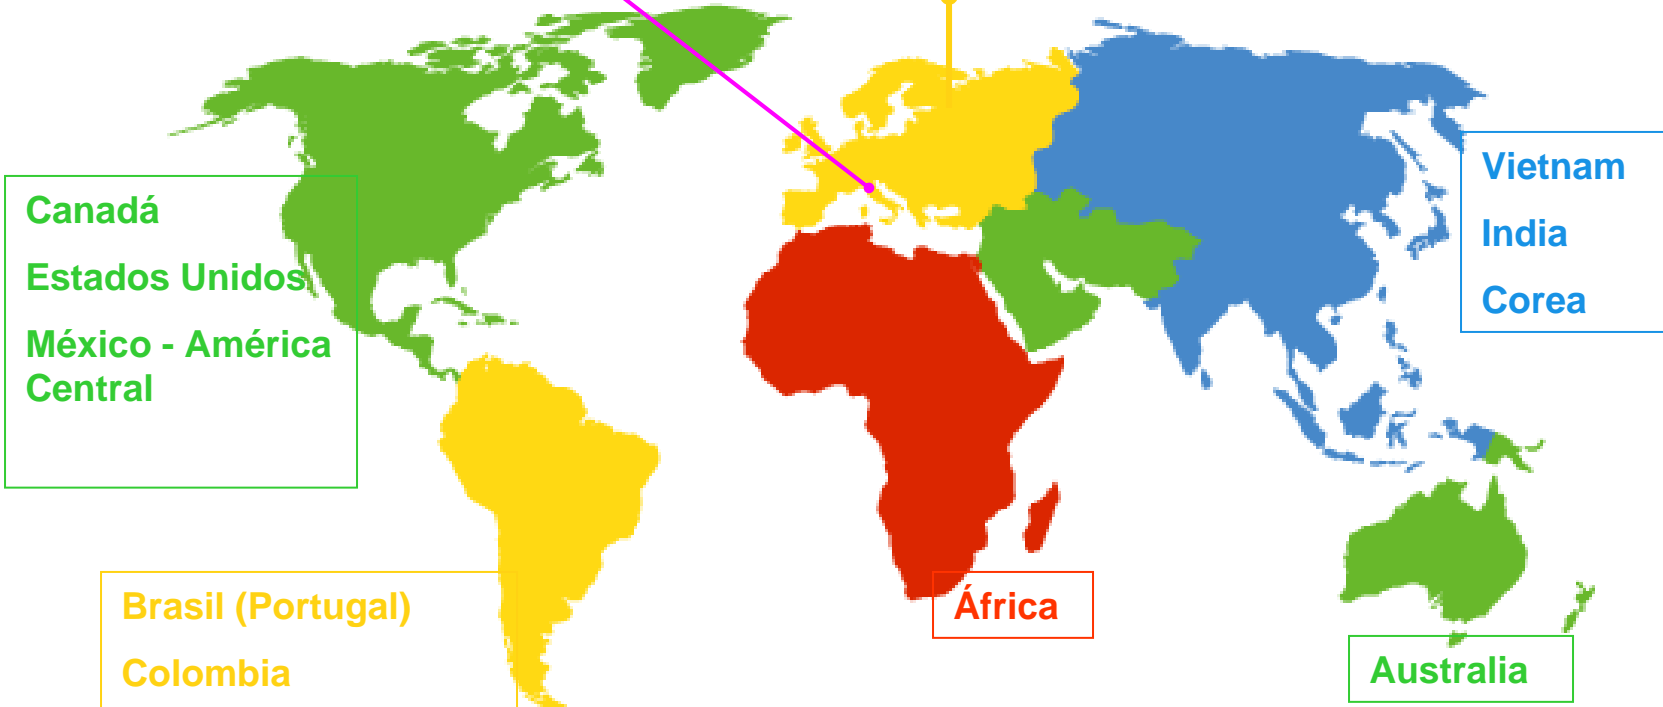 Canadá
Estados Unidos
México - América
Central
Brasil (Portugal)
Colombia
África
Vietnam
India
Corea
Australia